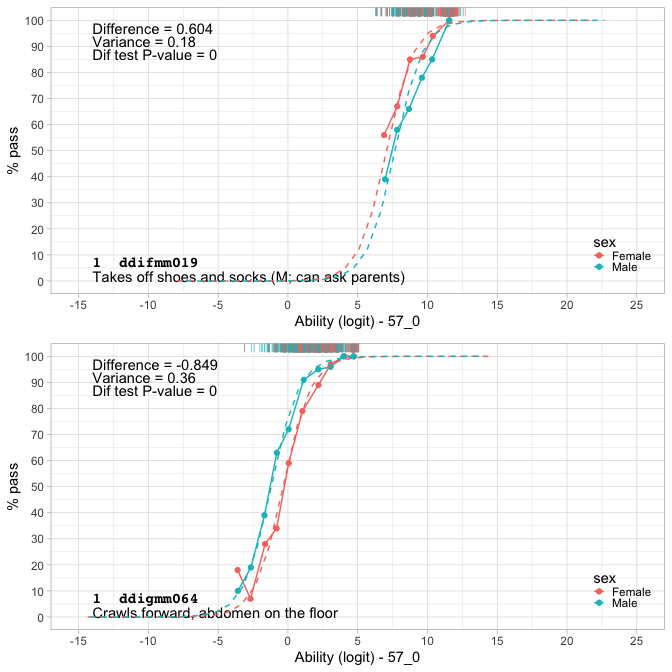 Difference = 0.604
Variance = 0.18
Dif test P-value = 0
100
90
80
70
60
50
40
30
20
10
0
% pass
1 ddifmm019
Takes off shoes and socks (M; can ask parents)
sex
Female
Male
-15 -10 -5 0 5 10 15 20 25
Ability (logit) - 57_0
Difference = -0.849
Variance = 0.36
Dif test P-value = 0
100
90
80
70
60
50
40
30
20
10
0
% pass
1 ddigmm064
Crawls forward, abdomen on the floor
sex
Female
Male
-15 -10 -5 0 5 10 15 20 25
Ability (logit) - 57_0